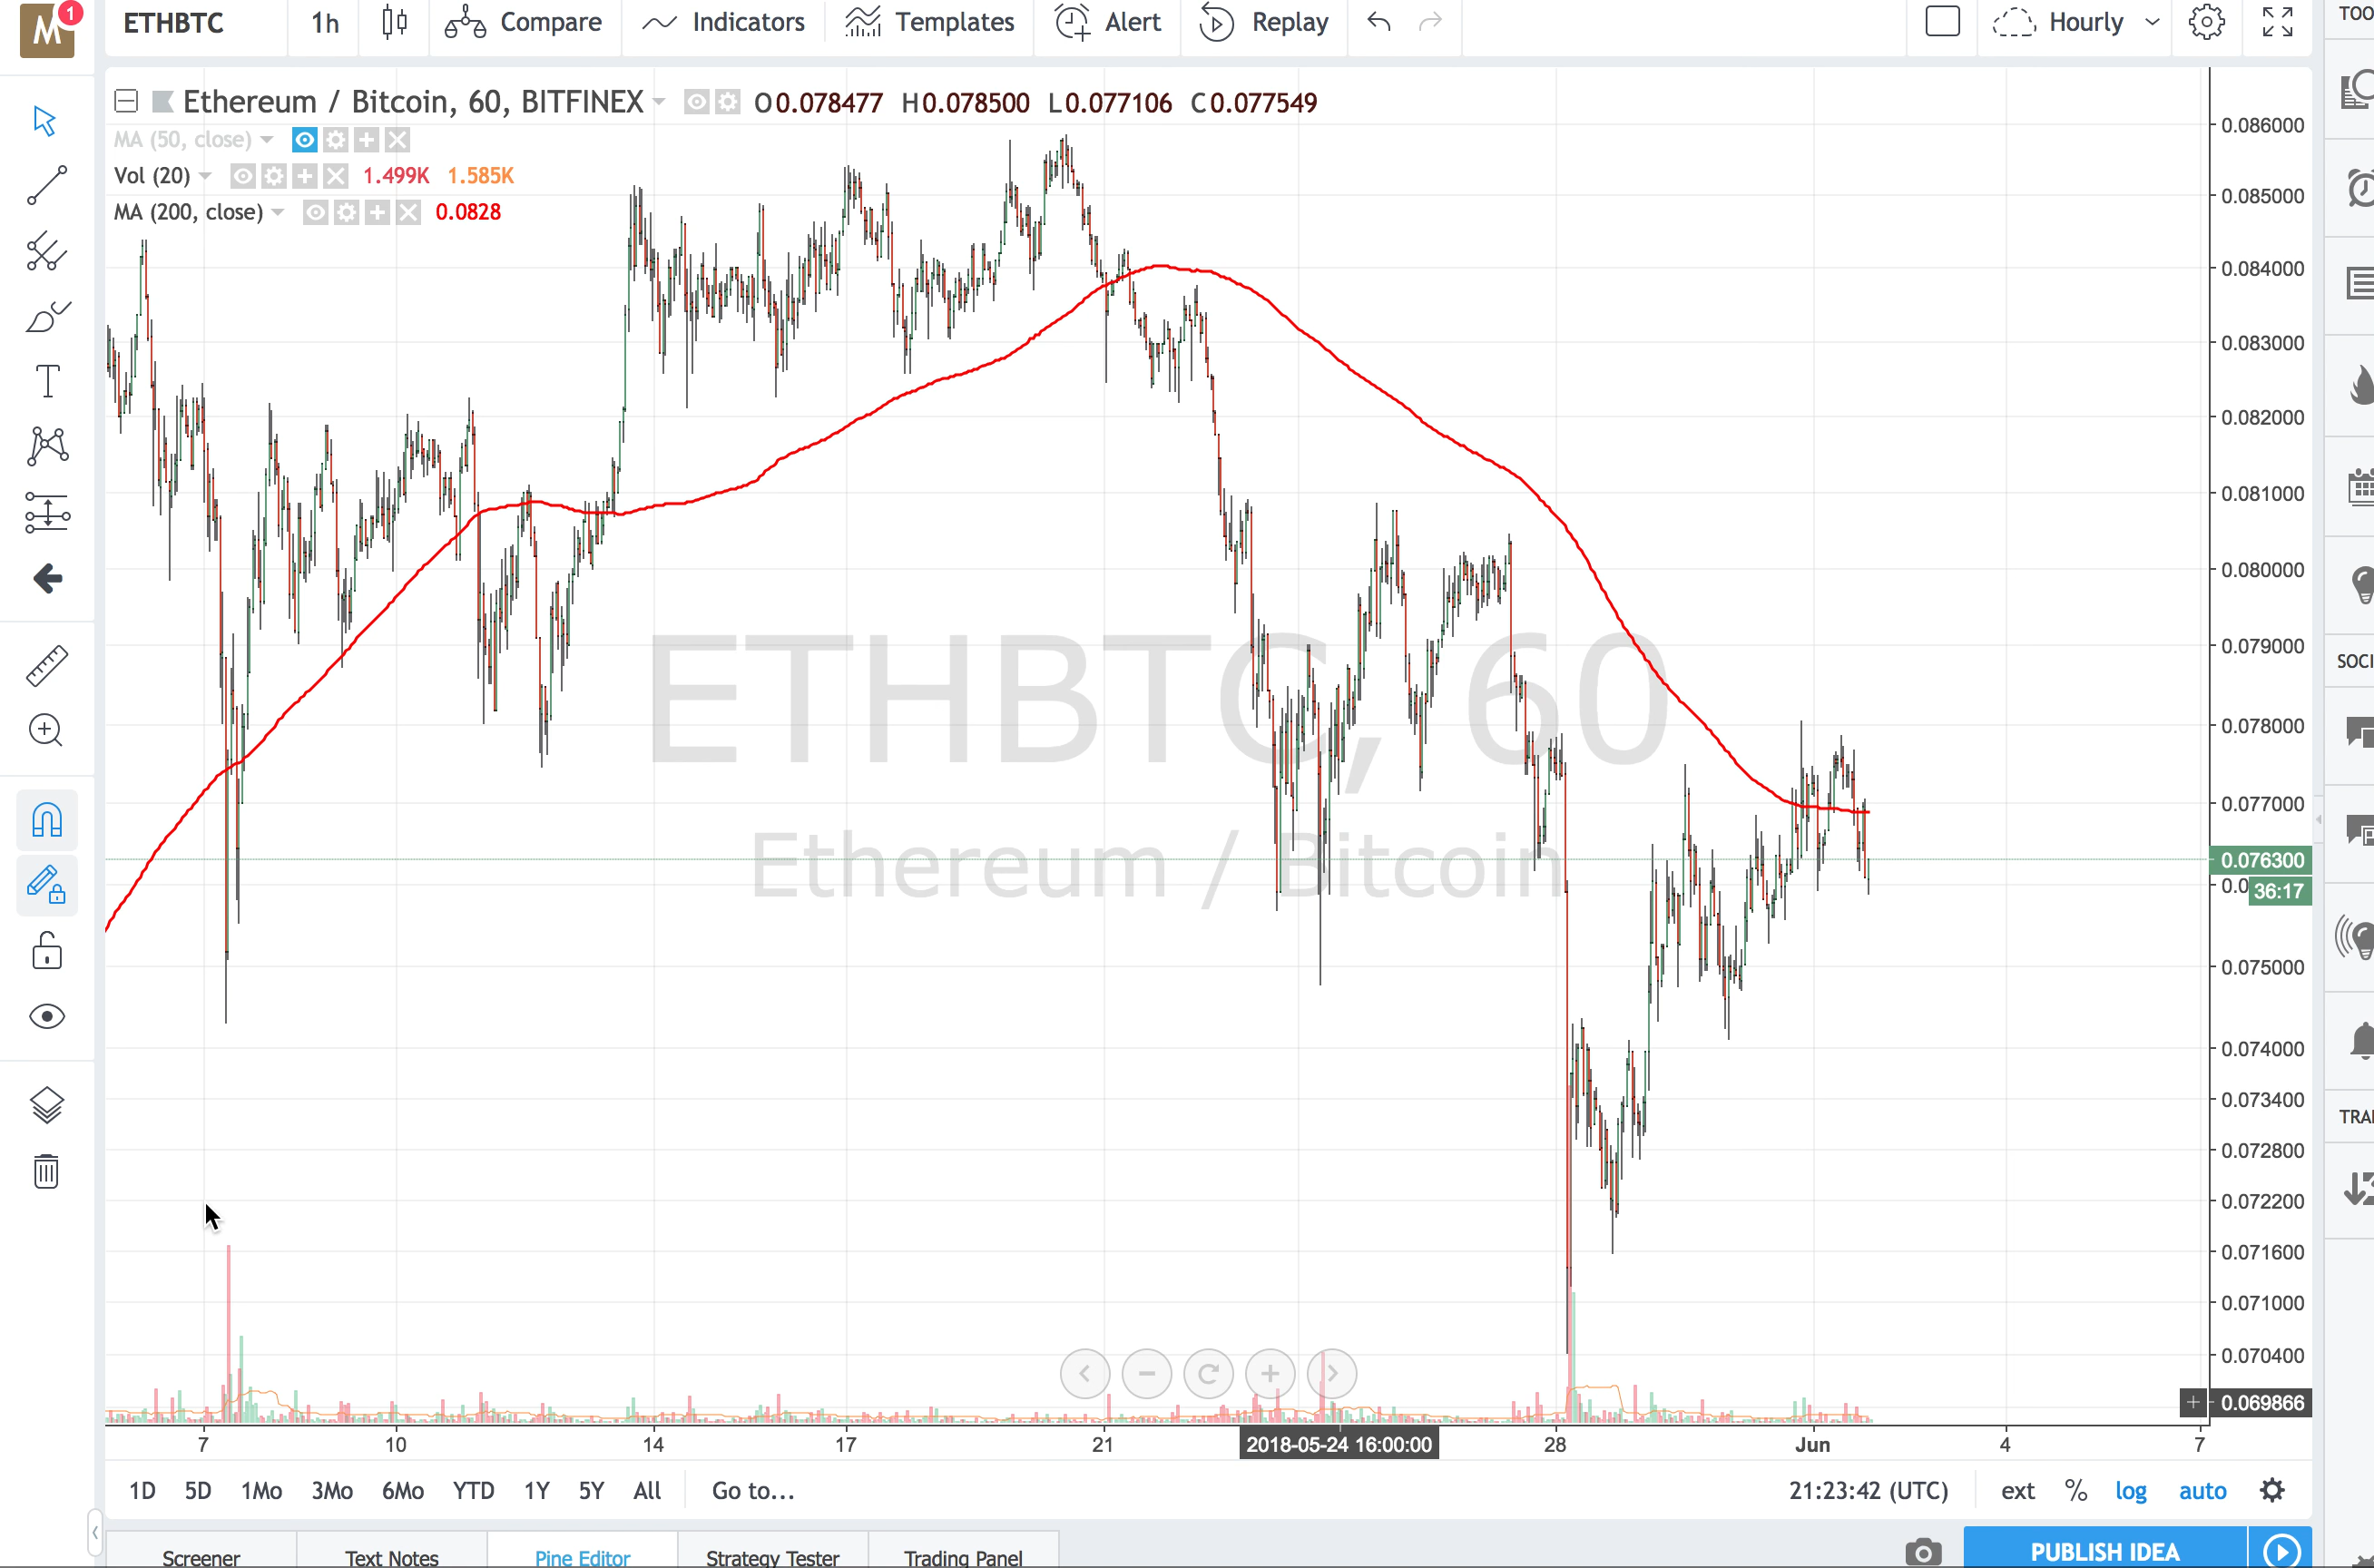 M 1 ETHBTC 1h Compare Indicators Templates Alert Replay Hourly TOO
Ethereum / Bitcoin, 60, BITFINEX O0.078477 H0.078500 L0.077106 C0.077549
MA (50, close)
Vol (20) 1.499K 1.585K
MA (200, close) 0.0828
0.086000
0.085000
0.084000
0.083000
0.082000
0.081000
0.080000
0.079000
SOCI
ETHBTC, 60
0.078000
0.077000
Ethereum / Bitcoin
0.076300
0.0
36:17
0.075000
0.074000
0.073400
TRA
0.072800
0.072200
0.071600
0.071000
0.070400
0.069866
7 10 14 17 21 2018-05-24 16:00:00 28 Jun 4 7
1D 5D 1Mo 3Mo 6Mo YTD 1Y 5Y All Go to... 21:23:42 (UTC) ext % log auto
Screener Text Notes Pine Editor Strategy Tester Trading Panel PUBLISH IDEA